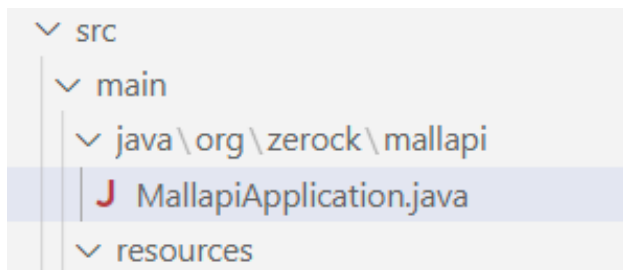 src
main
java\org\zerock\mallapi
J MallapiApplication.java
resources